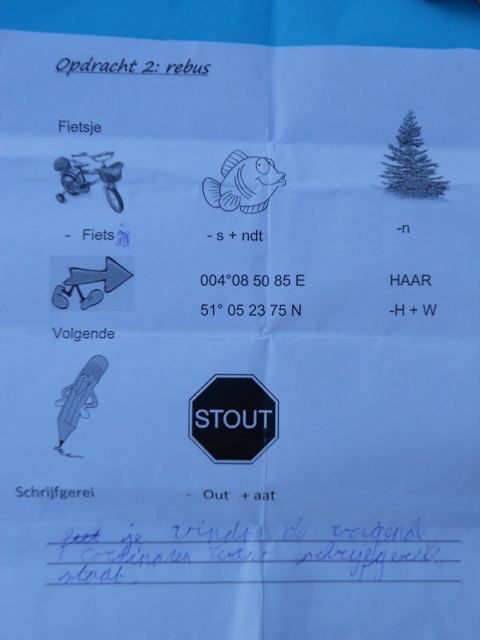 Opdracht 2: rebus
Fietsje
- Fiets
- s + ndt
-n
004°08 50 85 E
HAAR
51° 05 23 75 N
-H + W
Volgende
STOUT
Schrijfgerei
- Out + aat
je vindt de volgende
waar schrijfgerei
staat.